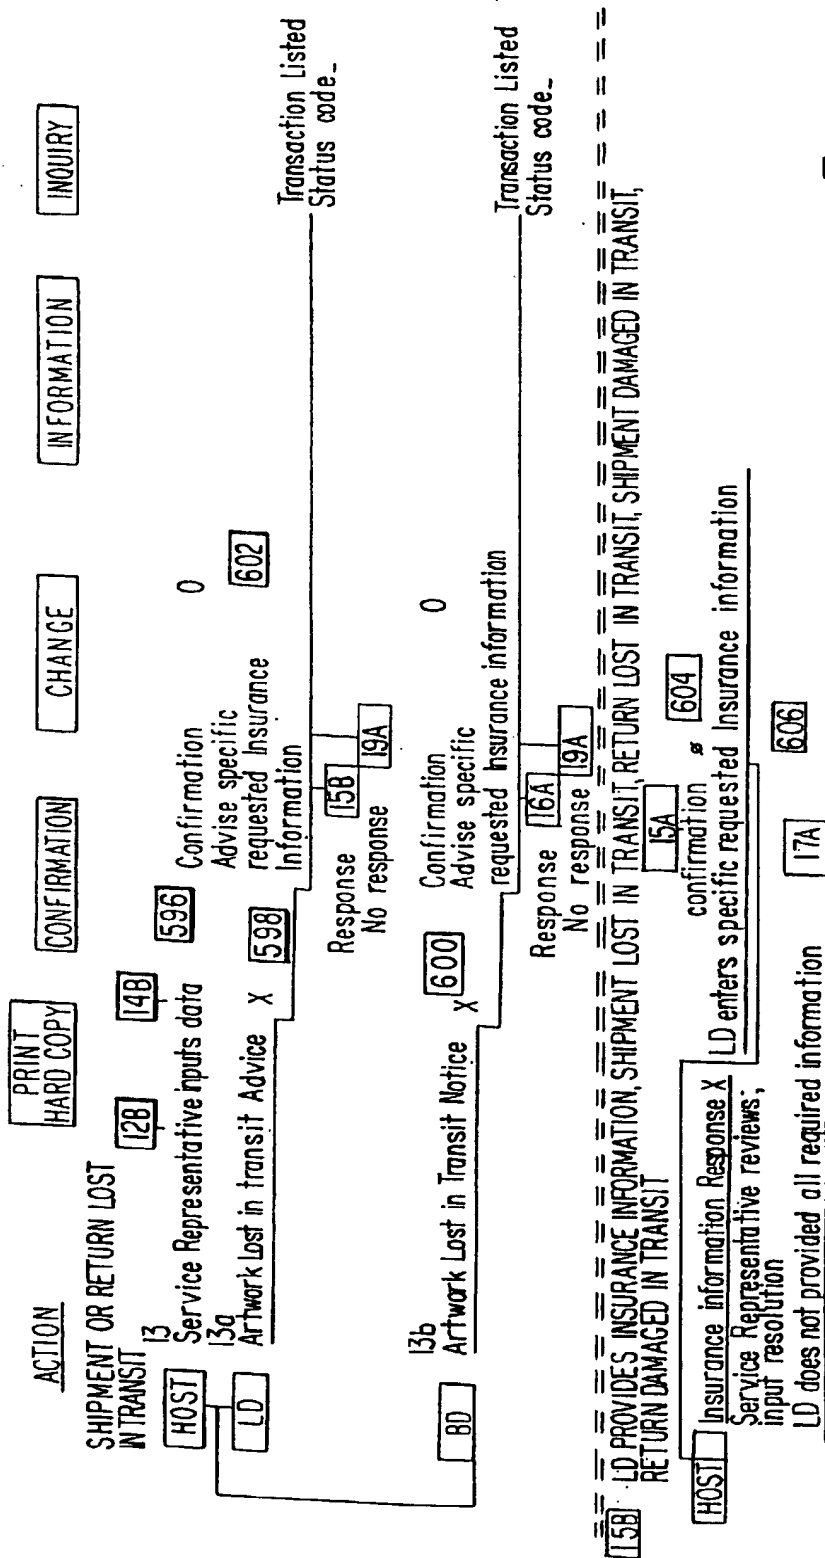 ACTION
PRINT
HARD COPY
CONFIRMATION
CHANGE
INFORMATION
INQUIRY
SHIPMENT OR RETURN LOST
IN TRANSIT
12B
14B
596
13
HOST
Service Representative inputs data
Confirmation
O
13a
LD
Artwork Lost in transit Advice X
598
Advise specific
requested Insurance
Information
602
Transaction Listed
Status code_
Response
15B
No response
19A
13b
BD
Artwork Lost in Transit Notice X
600
Confirmation
O
Advise specific
requested Insurance information
Transaction Listed
Status code_
Response
16A
No response
19A
15B
LD PROVIDES INSURANCE INFORMATION, SHIPMENT LOST IN TRANSIT, RETURN LOST IN TRANSIT, SHIPMENT DAMAGED IN TRANSIT,
RETURN DAMAGED IN TRANSIT
15A
604
confirmation ø
HOST
Insurance information Response X
LD enters specific requested Insurance information
Service Representative reviews;
input resolution
606
LD does not provided all required information
17A